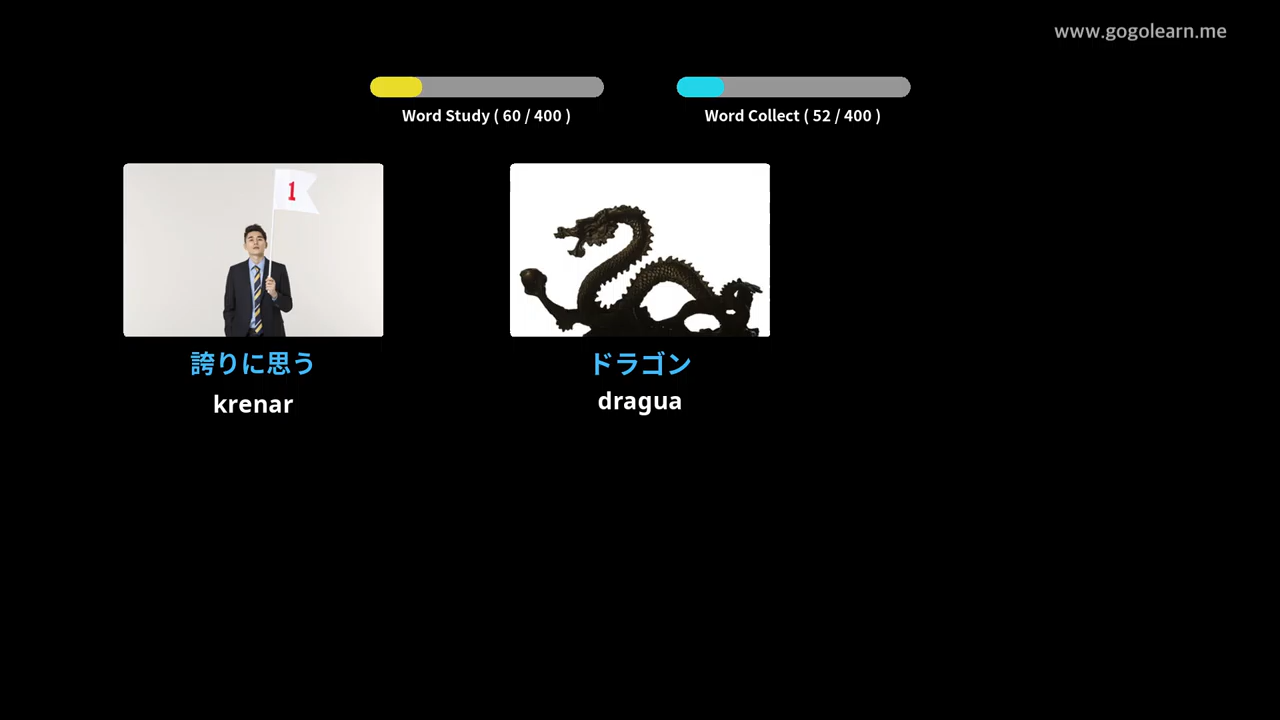 www.gogolearn.me
Word Study ( 60 / 400 )
Word Collect ( 52 / 400 )
1
誇りに思う
krenar
ドラゴン
dragua